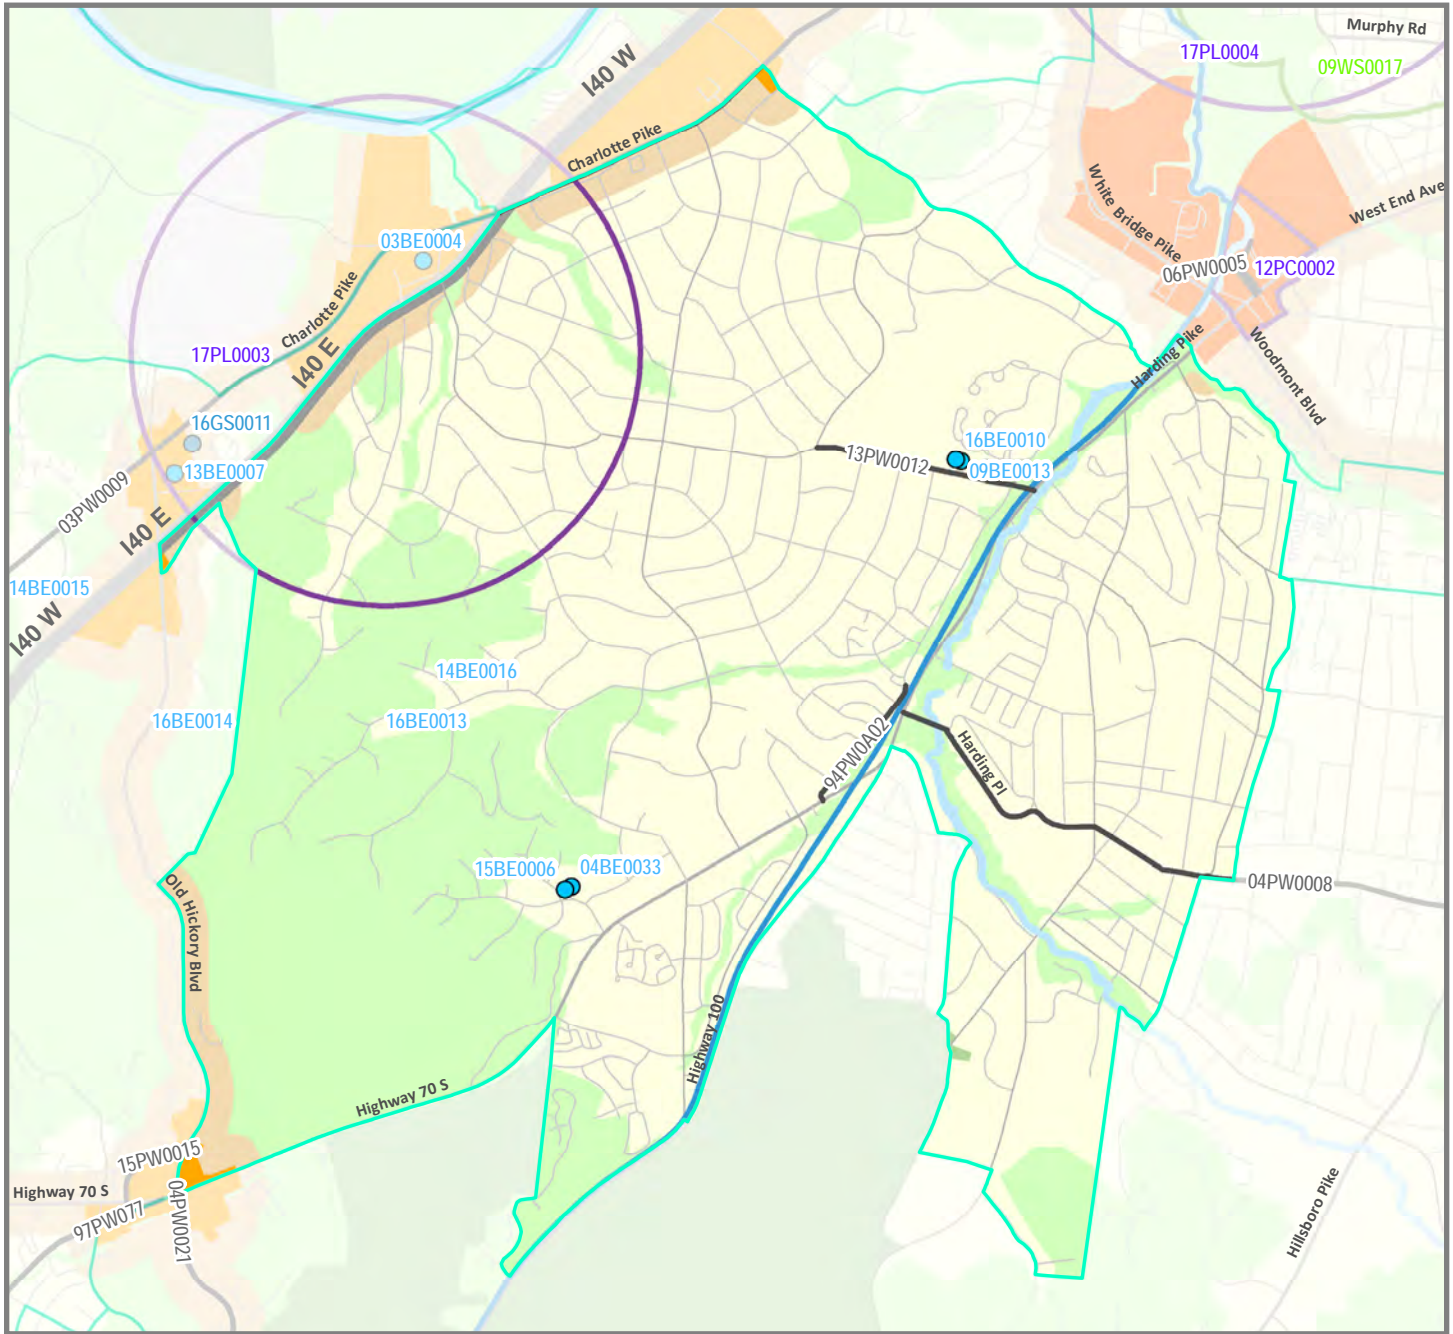 Murphy Rd
17PL0004
09WS0017
I40 W
Charlotte Pike
White Bridge Pike
West End Ave
03BE0004
06PW0005
12PC0002
Charlotte Pike
17PL0003
I40 E
Harding Pike
Woodmont Blvd
16GS0011
16BE0010
13PW0012
13BE0007
09BE0013
03PW0009
I40 E
14BE0015
I40 W
14BE0016
16BE0014
16BE0013
94PW0A02
Harding Pl
15BE0006
04BE0033
04PW0008
Old Hickory Blvd
Highway 100
Highway 70 S
15PW0015
Highway 70 S
04PW0021
97PW077
Hillsboro Pike